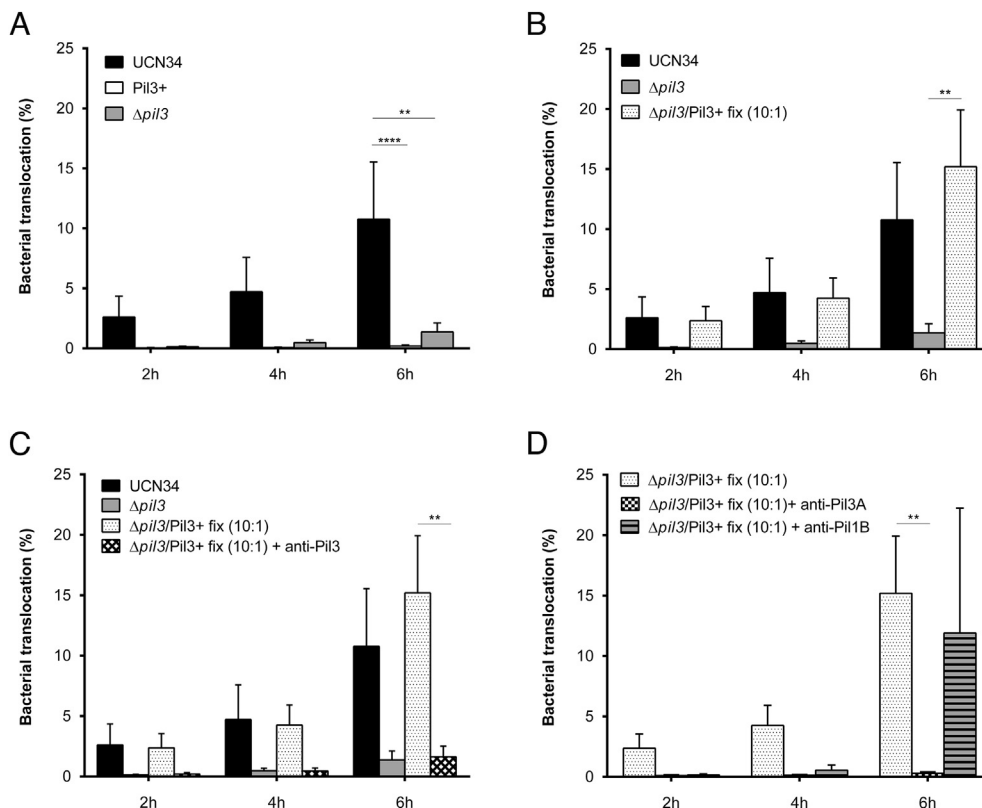 A
Bacterial translocation (%)
25
20
15
10
5
0
UCN34
Pil3+
Δpil3
**
****
2h
4h
6h
B
Bacterial translocation (%)
25
20
15
10
5
0
UCN34
Δpil3
Δpil3/Pil3+ fix (10:1)
**
2h
4h
6h
C
Bacterial translocation (%)
25
20
15
10
5
0
UCN34
Δpil3
Δpil3/Pil3+ fix (10:1)
Δpil3/Pil3+ fix (10:1) + anti-Pil3
**
2h
4h
6h
D
Bacterial translocation (%)
25
20
15
10
5
0
Δpil3/Pil3+ fix (10:1)
Δpil3/Pil3+ fix (10:1)+ anti-Pil3A
Δpil3/Pil3+ fix (10:1) + anti-Pil1B
**
2h
4h
6h